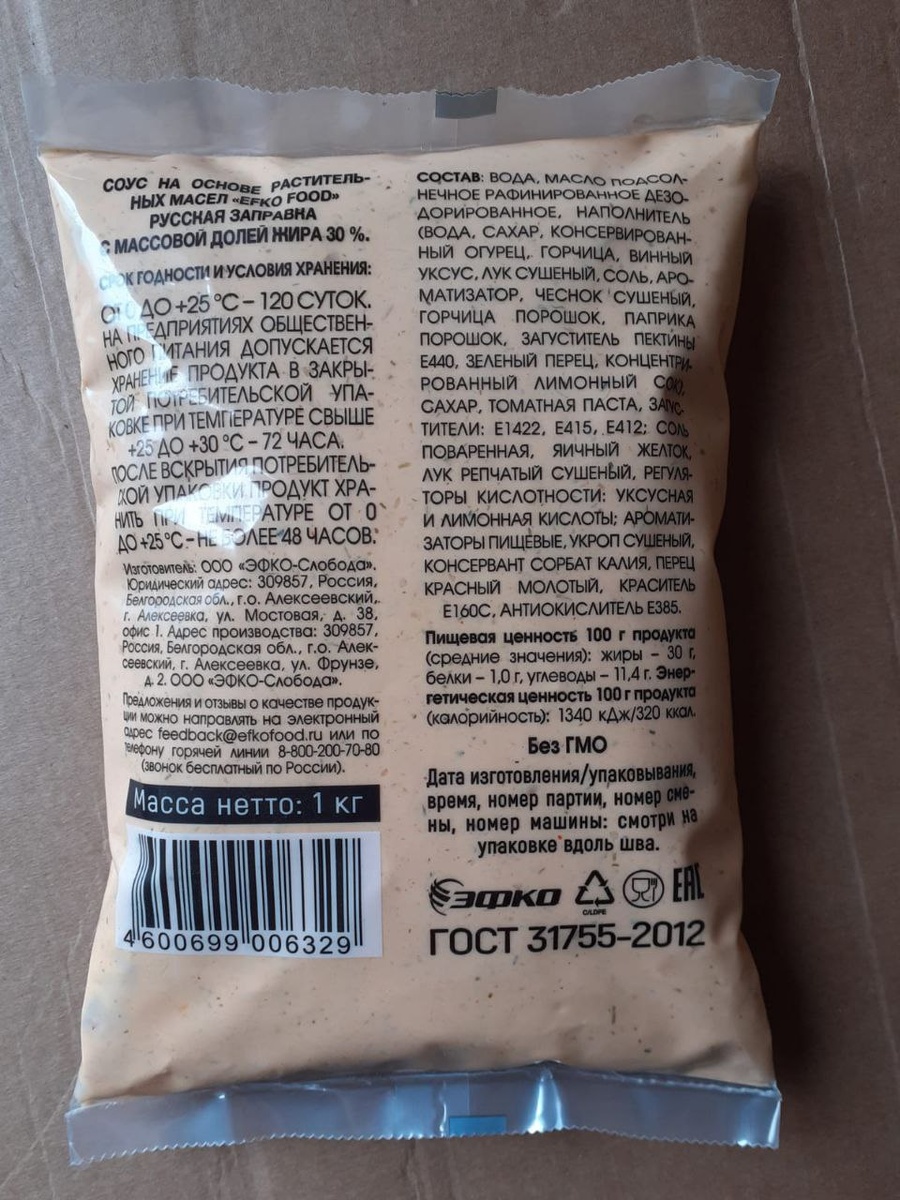 СОУС НА ОСНОВЕ РАСТИТЕЛЬ-
НЫХ МАСЕЛ «EFKO FOOD»
РУССКАЯ ЗАПРАВКА
С МАССОВОЙ ДОЛЕЙ ЖИРА 30 %.
СРОК ГОДНОСТИ И УСЛОВИЯ ХРАНЕНИЯ:
ОТ 0 ДО +25 °С – 120 СУТОК.
НА ПРЕДПРИЯТИЯХ ОБЩЕСТВЕН-
НОГО ПИТАНИЯ ДОПУСКАЕТСЯ
ХРАНЕНИЕ ПРОДУКТА В ЗАКРЫ-
ТОЙ ПОТРЕБИТЕЛЬСКОЙ УПА-
КОВКЕ ПРИ ТЕМПЕРАТУРЕ СВЫШЕ
+25 ДО +30 °С – 72 ЧАСА.
ПОСЛЕ ВСКРЫТИЯ ПОТРЕБИТЕЛЬ-
СКОЙ УПАКОВКИ ПРОДУКТ ХРА-
НИТЬ ПРИ ТЕМПЕРАТУРЕ ОТ 0
ДО +25 °С – НЕ БОЛЕЕ 48 ЧАСОВ.
Изготовитель: ООО «ЭФКО-Слобода».
Юридический адрес: 309857, Россия,
Белгородская обл., г.о. Алексеевский,
г. Алексеевка, ул. Мостовая, д. 38,
офис 1. Адрес производства: 309857,
Россия, Белгородская обл., г.о. Алек-
сеевский, г. Алексеевка, ул. Фрунзе,
д. 2. ООО «ЭФКО-Слобода».
Предложения и отзывы о качестве продук-
ции можно направлять на электронный
адрес feedback@efkofood.ru или по
телефону горячей линии 8-800-200-70-80
(звонок бесплатный по России).
Масса нетто: 1 кг
4 600699 006329
СОСТАВ: ВОДА, МАСЛО ПОДСОЛ-
НЕЧНОЕ РАФИНИРОВАННОЕ ДЕЗО-
ДОРИРОВАННОЕ, НАПОЛНИТЕЛЬ
(ВОДА, САХАР, КОНСЕРВИРОВАН-
НЫЙ ОГУРЕЦ, ГОРЧИЦА, ВИННЫЙ
УКСУС, ЛУК СУШЕНЫЙ, СОЛЬ, АРО-
МАТИЗАТОР, ЧЕСНОК СУШЕНЫЙ,
ГОРЧИЦА ПОРОШОК, ПАПРИКА
ПОРОШОК, ЗАГУСТИТЕЛЬ ПЕКТИНЫ
Е440, ЗЕЛЕНЫЙ ПЕРЕЦ, КОНЦЕНТРИ-
РОВАННЫЙ ЛИМОННЫЙ СОК),
САХАР, ТОМАТНАЯ ПАСТА, ЗАГУС-
ТИТЕЛИ: Е1422, Е415, Е412; СОЛЬ
ПОВАРЕННАЯ, ЯИЧНЫЙ ЖЕЛТОК,
ЛУК РЕПЧАТЫЙ СУШЕНЫЙ, РЕГУЛЯ-
ТОРЫ КИСЛОТНОСТИ: УКСУСНАЯ
И ЛИМОННАЯ КИСЛОТЫ; АРОМАТИ-
ЗАТОРЫ ПИЩЕВЫЕ, УКРОП СУШЕНЫЙ,
КОНСЕРВАНТ СОРБАТ КАЛИЯ, ПЕРЕЦ
КРАСНЫЙ МОЛОТЫЙ, КРАСИТЕЛЬ
Е160С, АНТИОКИСЛИТЕЛЬ Е385.
Пищевая ценность 100 г продукта
(средние значения): жиры – 30 г,
белки – 1,0 г, углеводы – 11,4 г. Энер-
гетическая ценность 100 г продукта
(калорийность): 1340 кДж/320 ккал.
Без ГМО
Дата изготовления/упаковывания,
время, номер партии, номер сме-
ны, номер машины: смотри на
упаковке вдоль шва.
ЭФКО C/LDPE EAC
ГОСТ 31755-2012